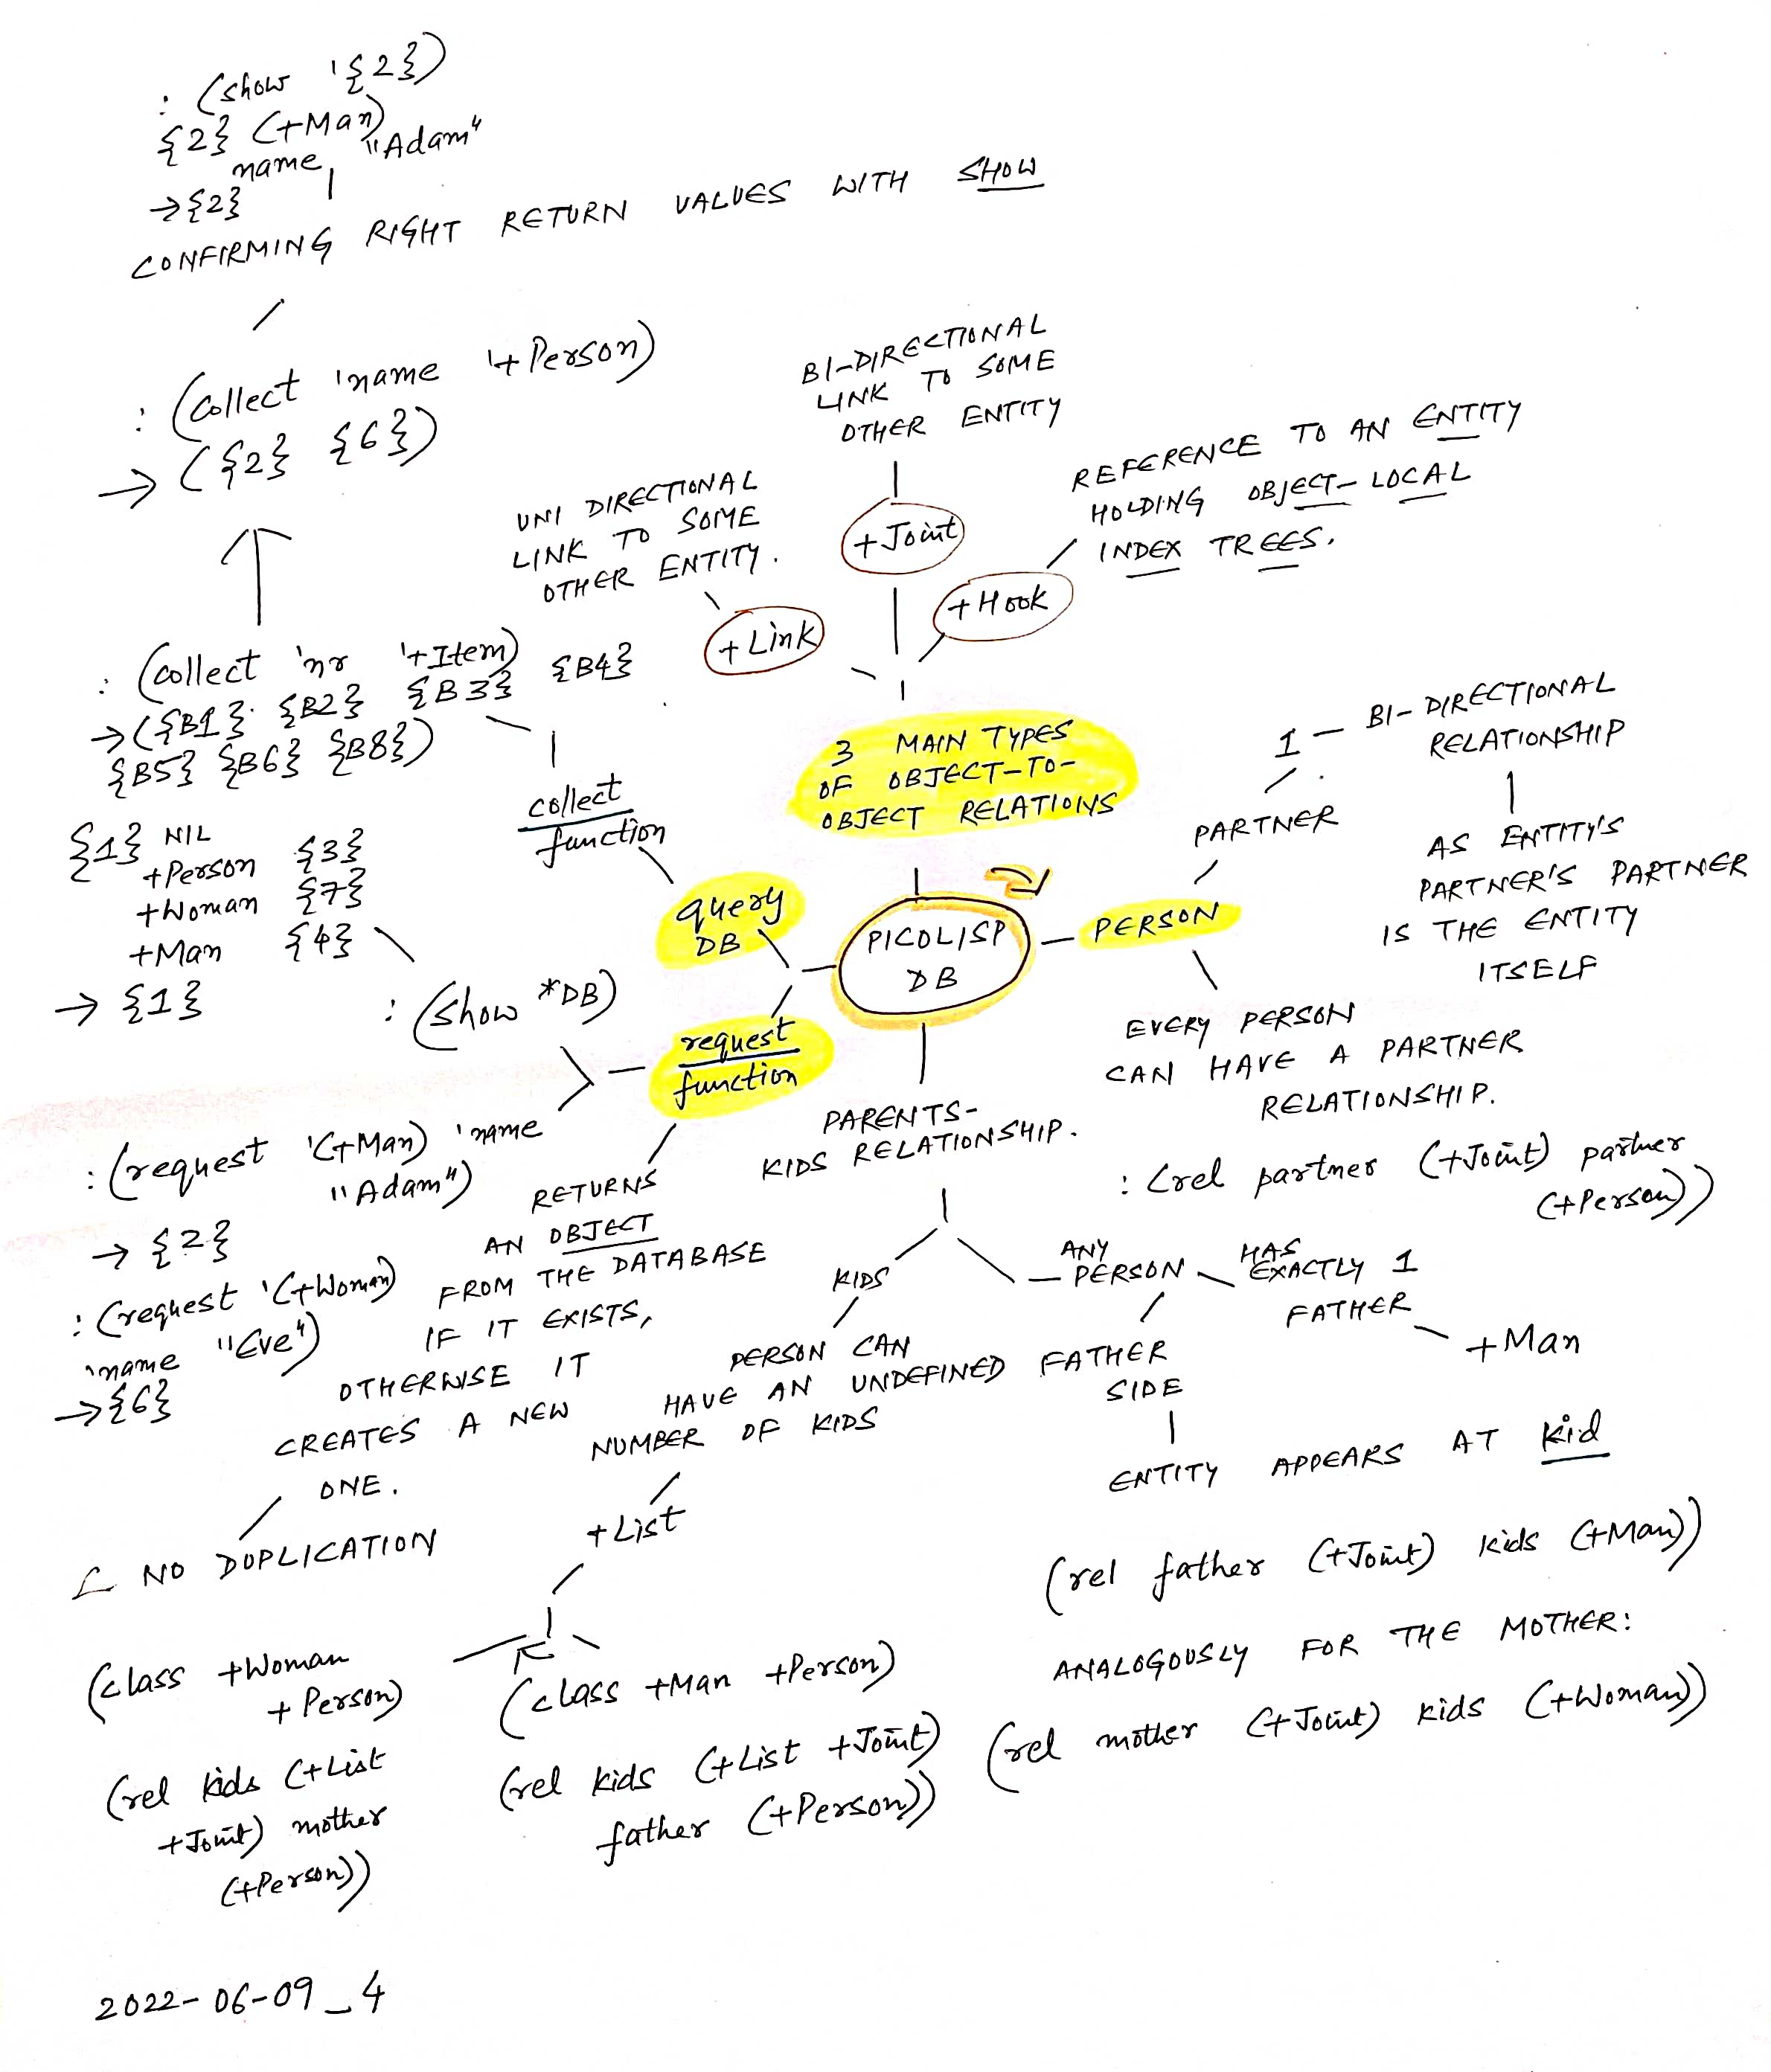 : (show '{2})
{2} (+Man)
name "Adam"
→{2}
CONFIRMING RIGHT RETURN VALUES WITH SHOW
: (collect 'name '+Person)
→ ({2} {6})
: (collect 'nr '+Item)
→({B1} {B2} {B3} {B4}
{B5} {B6} {B8})
collect
function
query
DB
{1} NIL
+Person {3}
+Woman {7}
+Man {4}
→ {1}
: (show *DB)
request
function
: (request '(+Man) 'name
"Adam")
→ {2}
: (request '(+Woman)
'name "Eve")
→{6}
RETURNS
AN OBJECT
FROM THE DATABASE
IF IT EXISTS,
OTHERWISE IT
CREATES A NEW
ONE.
NO DUPLICATION
UNI DIRECTIONAL
LINK TO SOME
OTHER ENTITY.
+Link
BI-DIRECTIONAL
LINK TO SOME
OTHER ENTITY
+Joint
REFERENCE TO AN ENTITY
HOLDING OBJECT-LOCAL
INDEX TREES.
+Hook
3 MAIN TYPES
OF OBJECT-TO-
OBJECT RELATIONS
PICOLISP
DB
PERSON
PARTNER
1 - BI-DIRECTIONAL
RELATIONSHIP
AS ENTITY'S
PARTNER'S PARTNER
IS THE ENTITY
ITSELF
EVERY PERSON
CAN HAVE A PARTNER
RELATIONSHIP.
: (rel partner (+Joint) partner
(+Person))
PARENTS-
KIDS RELATIONSHIP.
KIDS
PERSON CAN
HAVE AN UNDEFINED
NUMBER OF KIDS
+List
(class +Woman
+Person)
(rel kids (+List
+Joint) mother
(+Person))
(class +Man +Person)
(rel kids (+List +Joint)
father (+Person))
ANY
PERSON
HAS
EXACTLY 1
FATHER
+Man
FATHER
SIDE
ENTITY APPEARS AT kid
(rel father (+Joint) kids (+Man))
ANALOGOUSLY FOR THE MOTHER:
(rel mother (+Joint) kids (+Woman))
2022-06-09_4